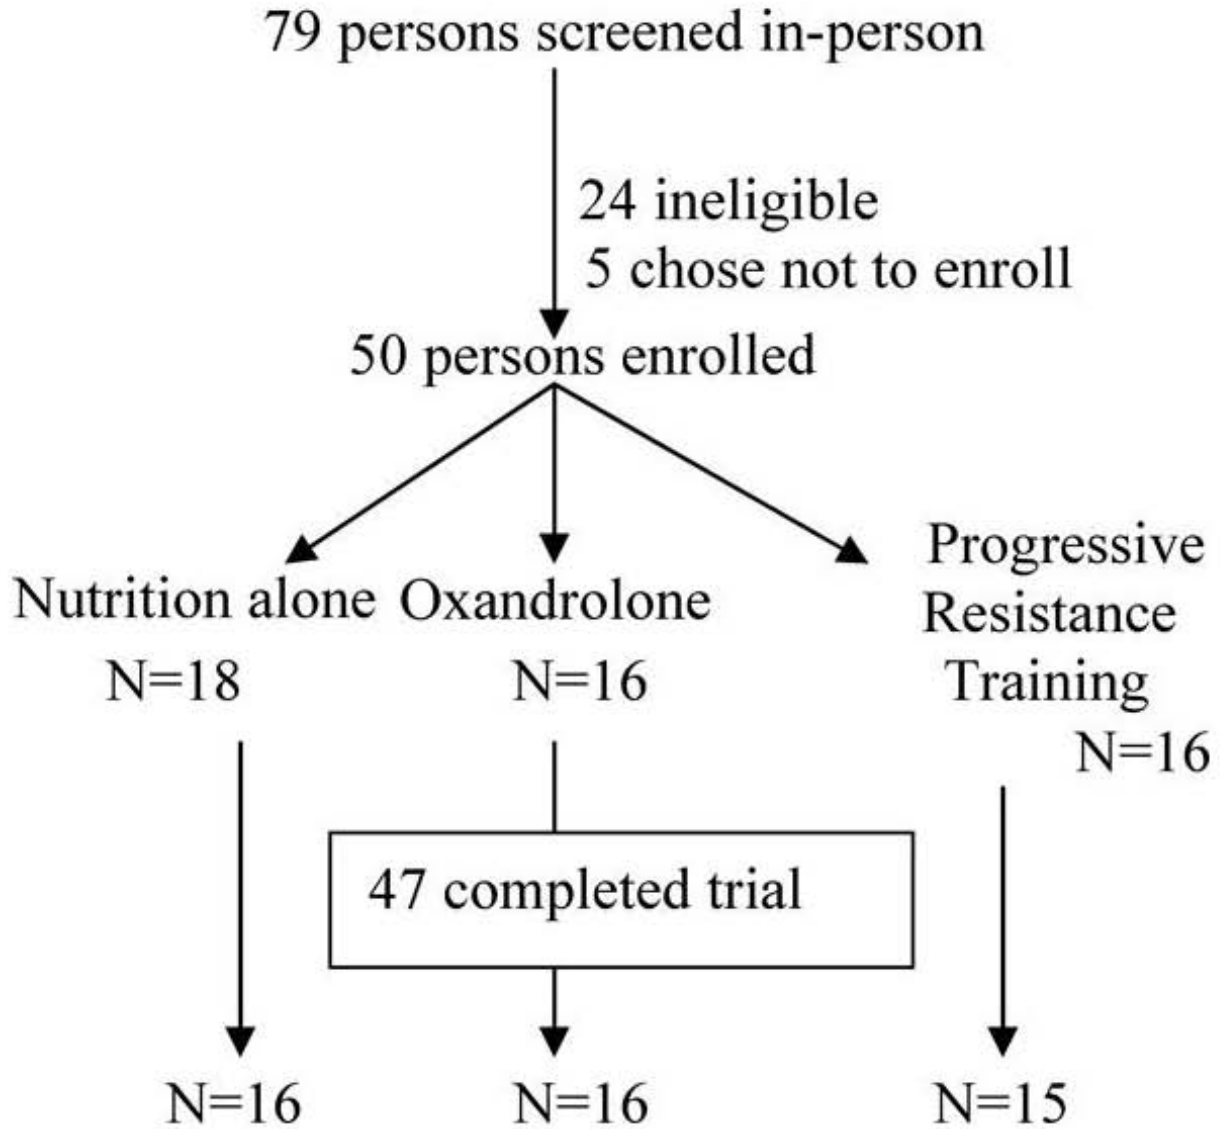 79 persons screened in-person
24 ineligible
5 chose not to enroll
50 persons enrolled
Nutrition alone
N=18
Oxandrolone
N=16
Progressive
Resistance
Training
N=16
47 completed trial
N=16
N=16
N=15